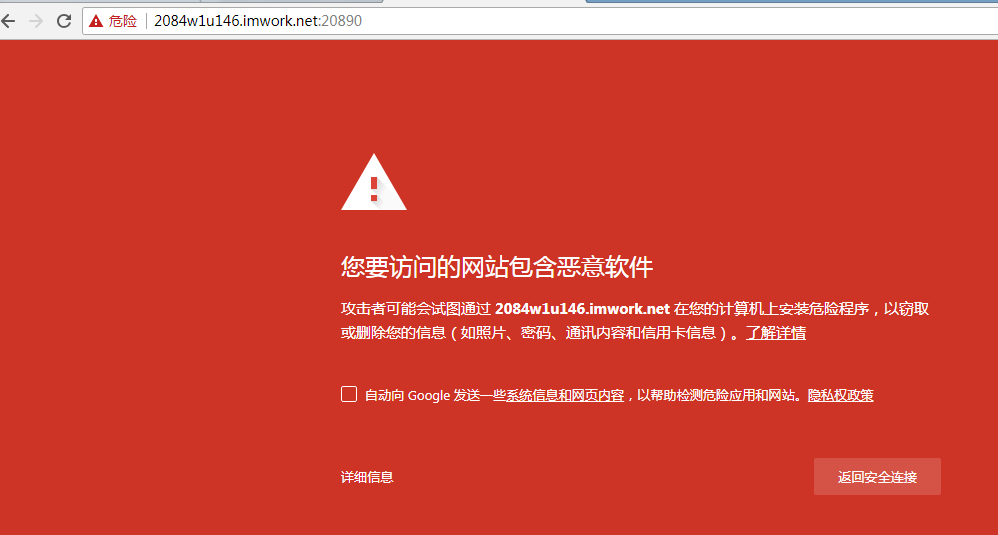 危险 2084w1u146.imwork.net:20890
您要访问的网站包含恶意软件
攻击者可能会试图通过 2084w1u146.imwork.net 在您的计算机上安装危险程序，以窃取
或删除您的信息（如照片、密码、通讯内容和信用卡信息）。了解详情
自动向 Google 发送一些系统信息和网页内容，以帮助检测危险应用和网站。隐私权政策
详细信息 返回安全连接